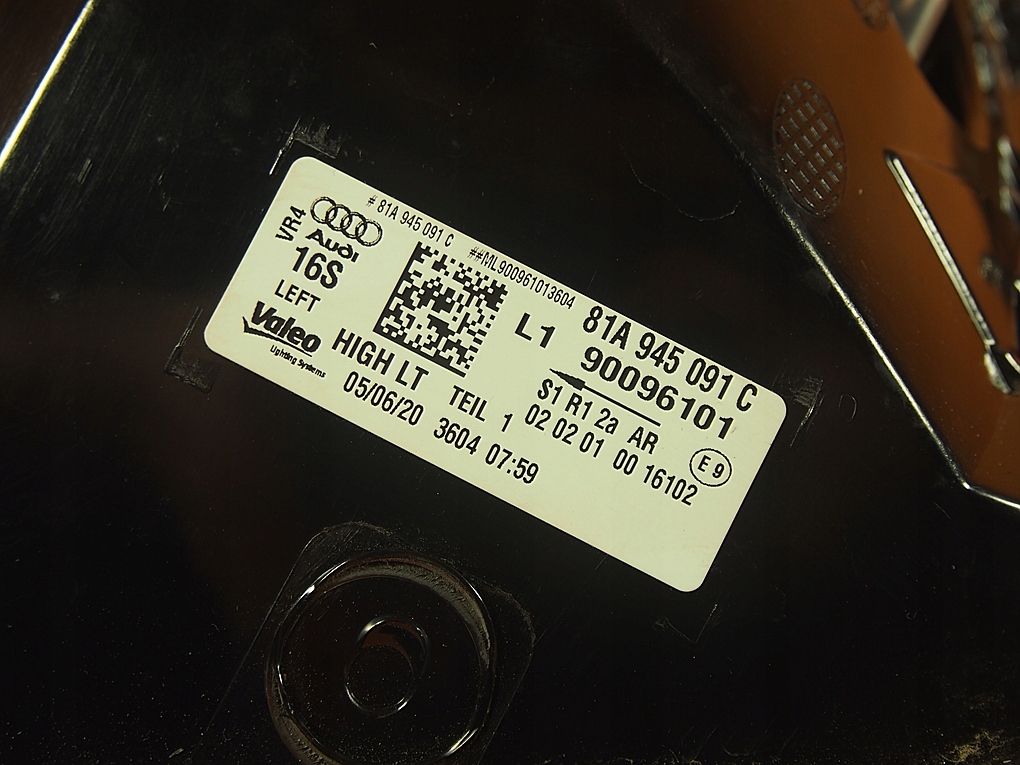 # 81A 945 091 C ##ML900961013604
VR4
Audi
16S
LEFT
Valeo
Lighting Systems
L1
81A 945 091 C
90096101
HIGH LT TEIL 1
S1 R1 2a AR
02 02 01 00 16102
E 9
05/06/20 3604 07:59